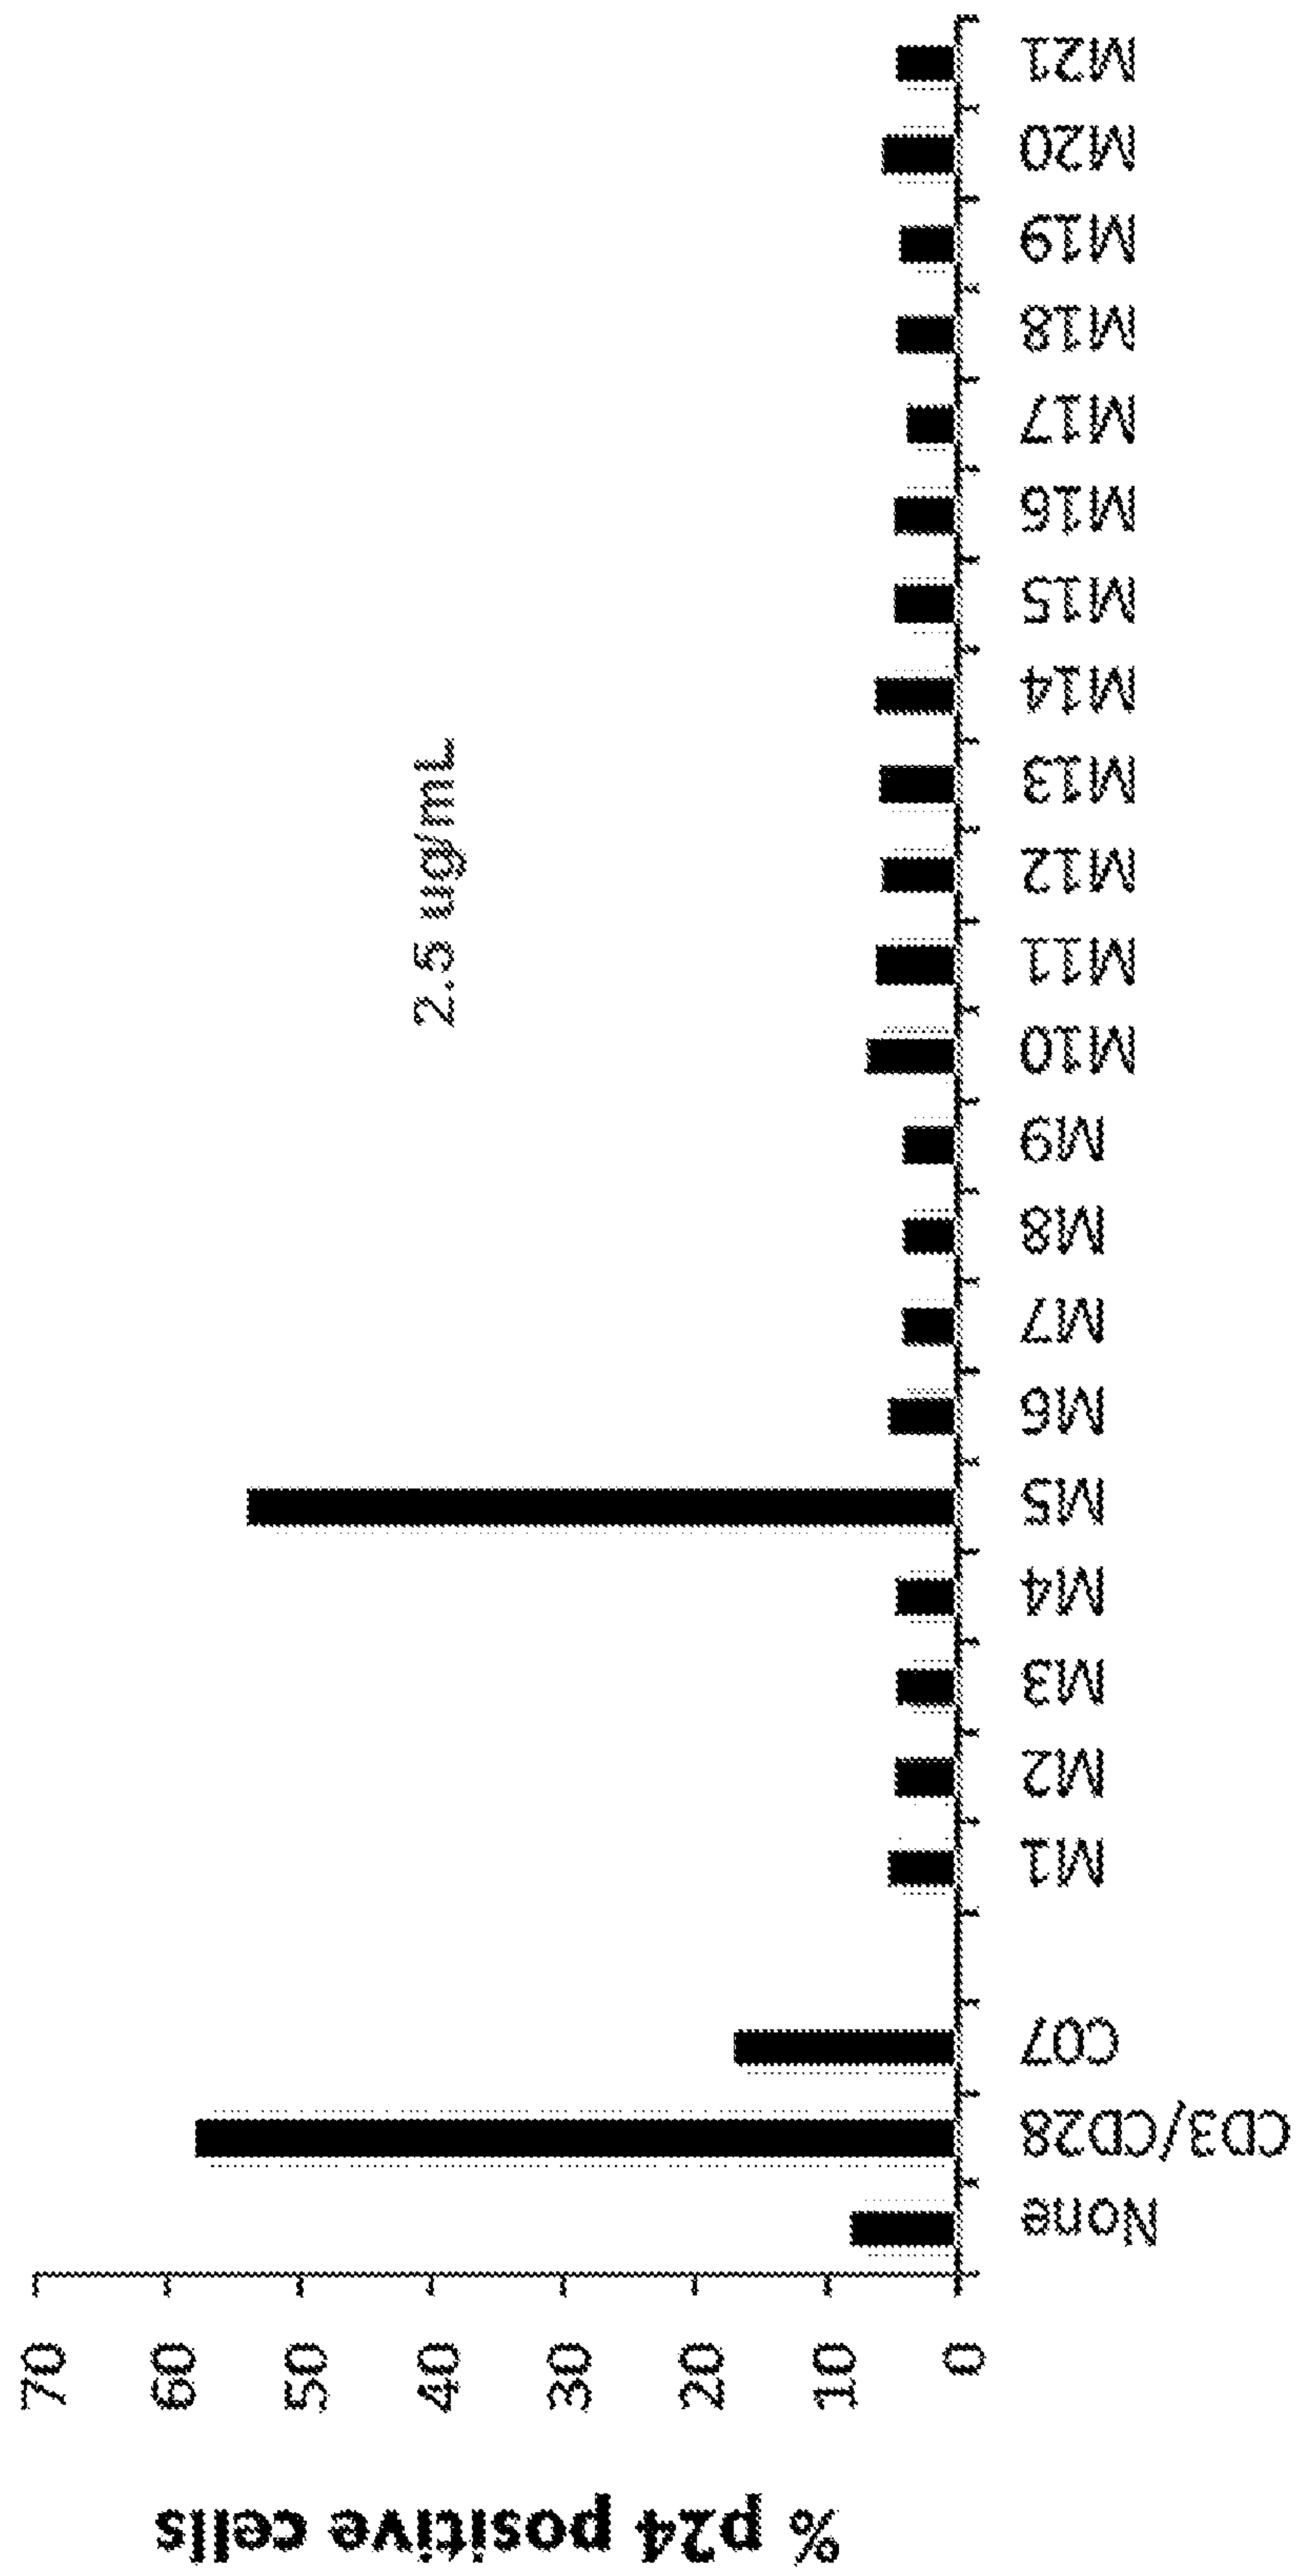 % p24 positive cells
70
60
50
40
30
20
10
0
2.5 ug/mL
None
CD3/CD28
C07
M1
M2
M3
M4
M5
M6
M7
M8
M9
M10
M11
M12
M13
M14
M15
M16
M17
M18
M19
M20
M21